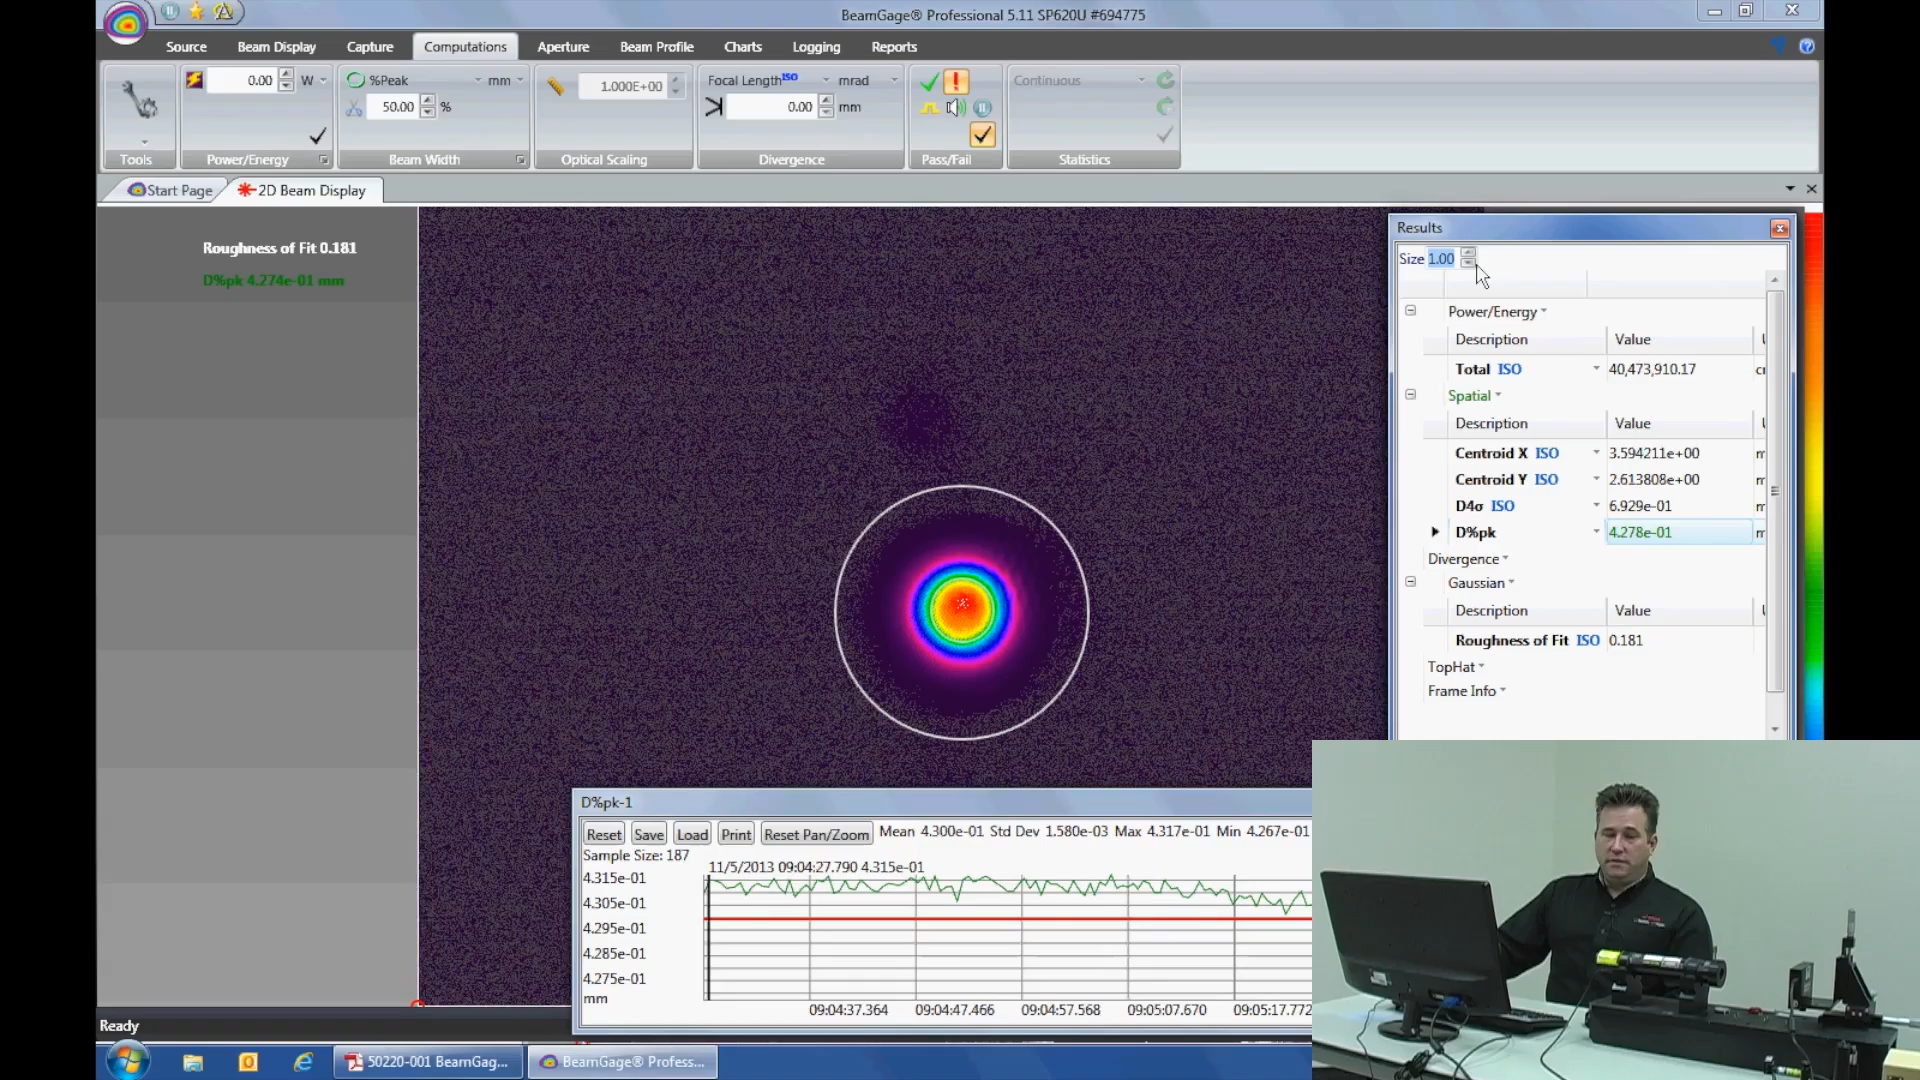 BeamGage® Professional 5.11 SP620U #694775
Source Beam Display Capture Computations Aperture Beam Profile Charts Logging Reports
0.00 W %Peak mm 1.000E+00 Focal Length ISO mrad Continuous
50.00 % 0.00 mm
Tools Power/Energy Beam Width Optical Scaling Divergence Pass/Fail Statistics
Start Page 2D Beam Display
Roughness of Fit 0.181
D%pk 4.274e-01 mm
Results
Size 1.00
Power/Energy
Description Value
Total ISO 40,473,910.17
Spatial
Description Value
Centroid X ISO 3.594211e+00
Centroid Y ISO 2.613808e+00
D4σ ISO 6.929e-01
D%pk 4.278e-01
Divergence
Gaussian
Description Value
Roughness of Fit ISO 0.181
TopHat
Frame Info
D%pk-1
Reset Save Load Print Reset Pan/Zoom Mean 4.300e-01 Std Dev 1.580e-03 Max 4.317e-01 Min 4.267e-01
Sample Size: 187
11/5/2013 09:04:27.790 4.315e-01
4.315e-01
4.305e-01
4.295e-01
4.285e-01
4.275e-01
mm
09:04:37.364 09:04:47.466 09:04:57.568 09:05:07.670 09:05:17.772
Ready
50220-001 BeamGag... BeamGage® Profess...